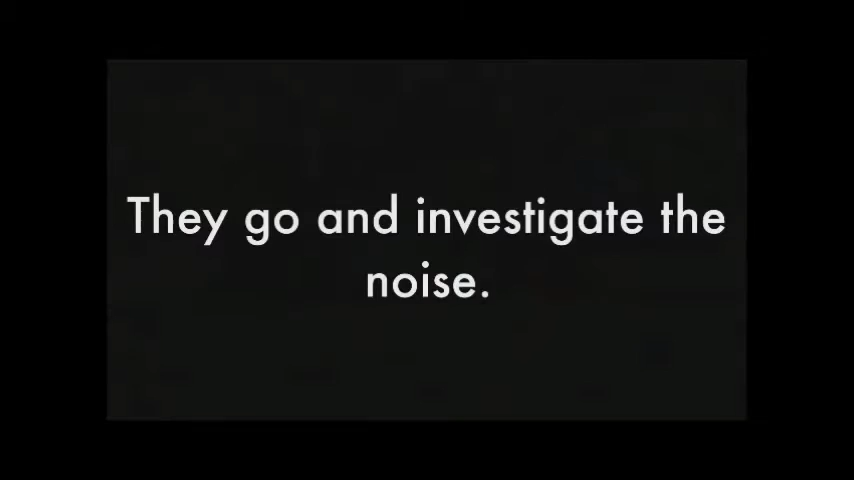 They go and investigate the
noise.